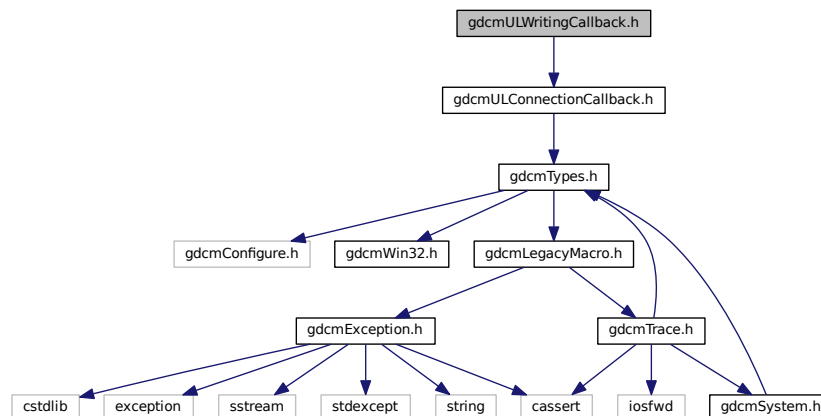 gdcmULWritingCallback.h
gdcmULConnectionCallback.h
gdcmTypes.h
gdcmConfigure.h
gdcmWin32.h
gdcmLegacyMacro.h
gdcmException.h
gdcmTrace.h
cstdlib
exception
sstream
stdexcept
string
cassert
iosfwd
gdcmSystem.h